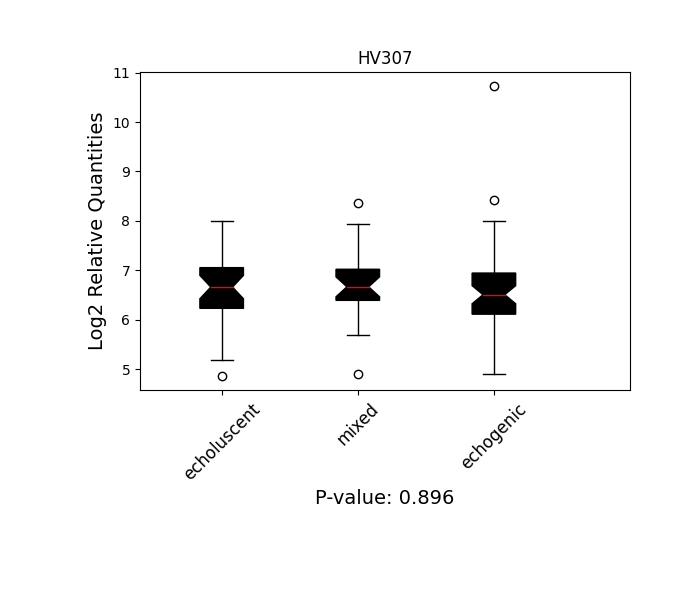 HV307
Log2 Relative Quantities
11
10
9
8
7
6
5
echoluscent
mixed
echogenic
P-value: 0.896